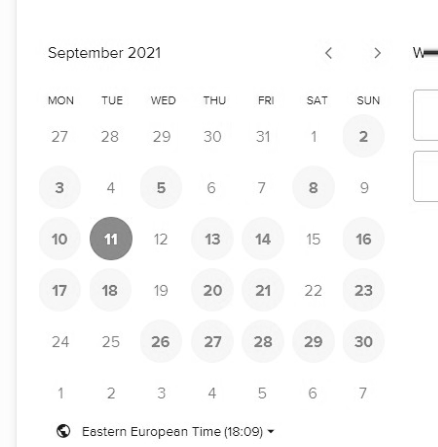 September 2021
MON TUE WED THU FRI SAT SUN
27 28 29 30 31 1 2
3 4 5 6 7 8 9
10 11 12 13 14 15 16
17 18 19 20 21 22 23
24 25 26 27 28 29 30
1 2 3 4 5 6 7
Eastern European Time (18:09)